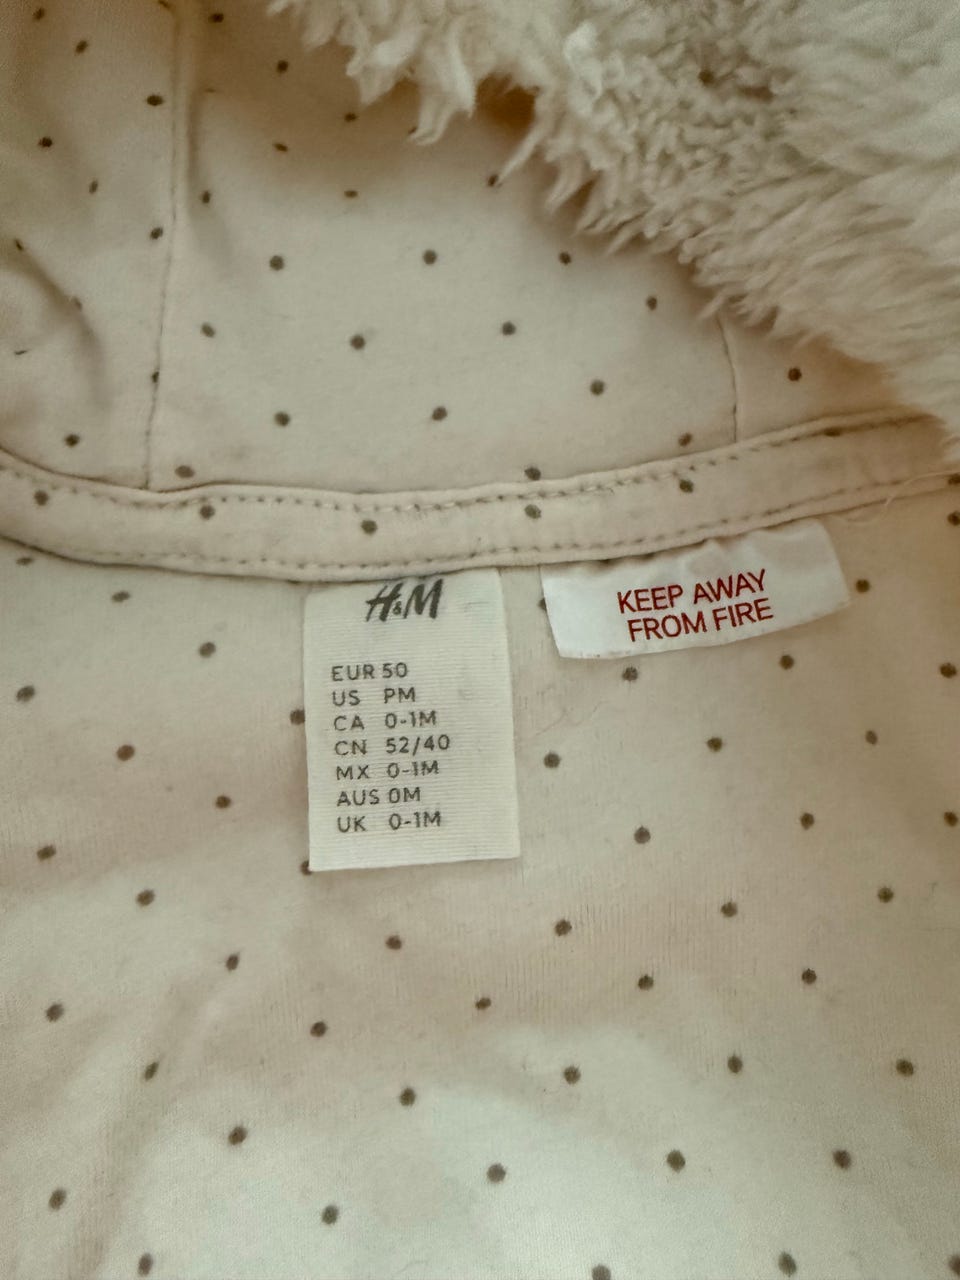 H&M
EUR 50
US PM
CA 0-1M
CN 52/40
MX 0-1M
AUS 0M
UK 0-1M
KEEP AWAY
FROM FIRE